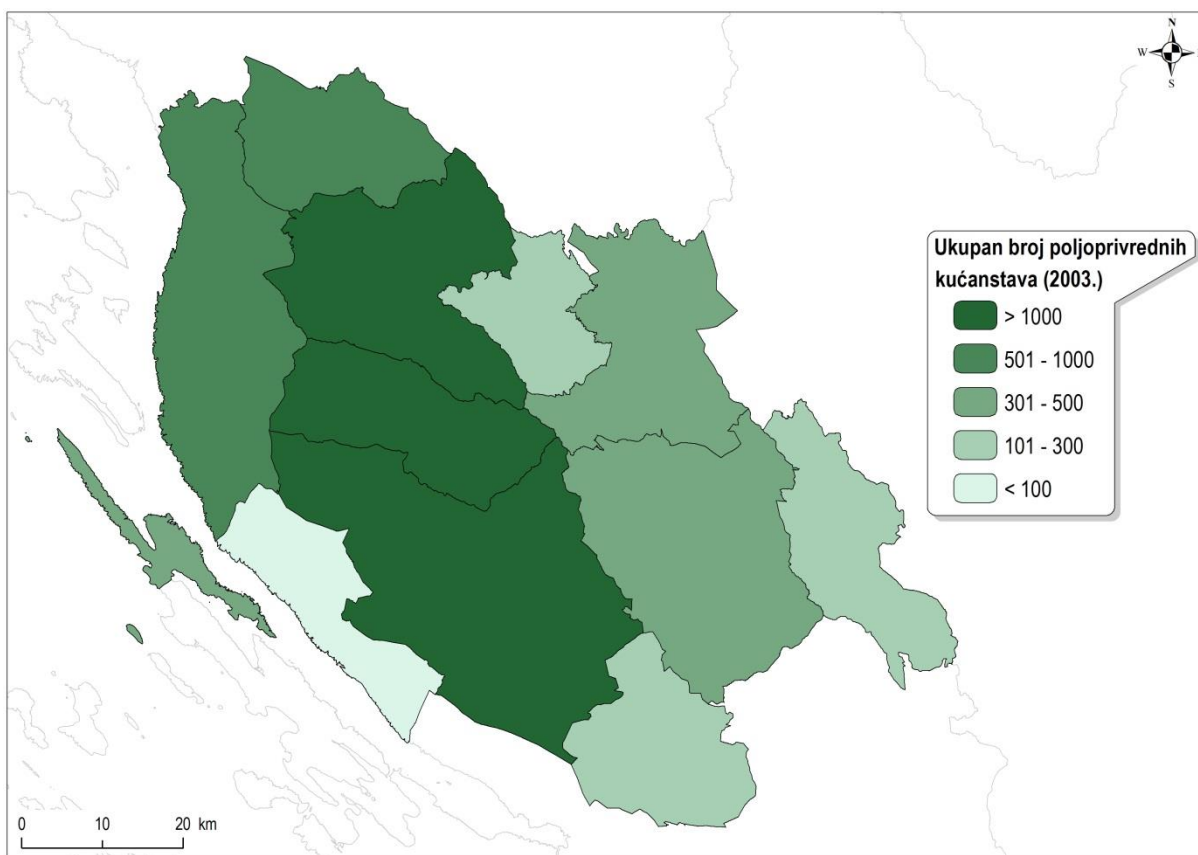 N
W
S
Ukupan broj poljoprivrednih
kućanstava (2003.)
> 1000
501 - 1000
301 - 500
101 - 300
< 100
0 10 20 km